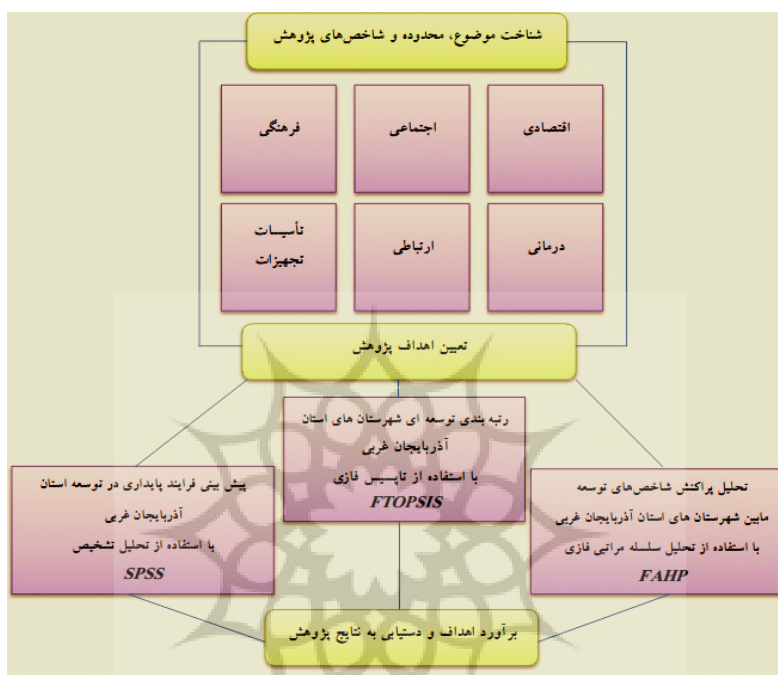 شناخت موضوع، محدوده و شاخص‌های پژوهش
اقتصادی
اجتماعی
فرهنگی
درمانی
ارتباطی
تأسیسات
تجهیزات
تعیین اهداف پژوهش
تحلیل پراکنش شاخص‌های توسعه
مابین شهرستان های استان آذربایجان غربی
با استفاده از تحلیل سلسله مراتبی فازی
FAHP
رتبه بندی توسعه ای شهرستان های استان
آذربایجان غربی
با استفاده از تاپسیس فازی
FTOPSIS
پیش بینی فرایند پایداری در توسعه استان
آذربایجان غربی
با استفاده از تحلیل تشخیص
SPSS
برآورد اهداف و دستیابی به نتایج پژوهش